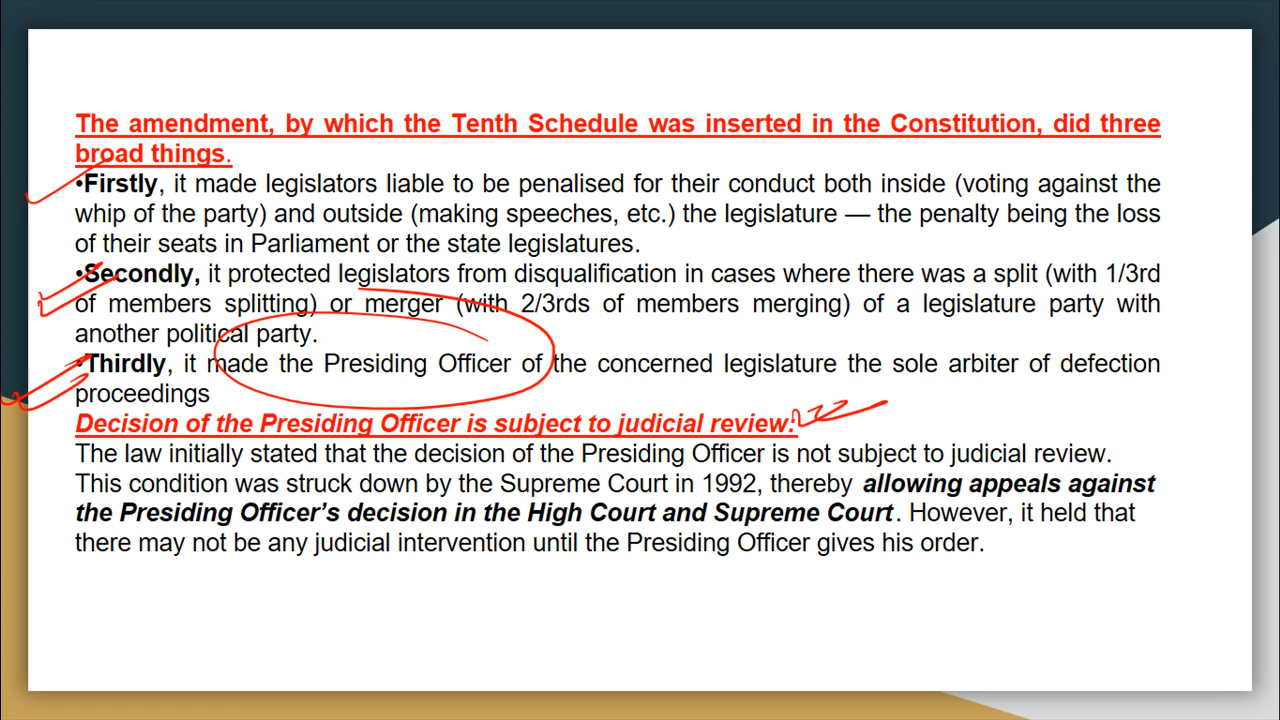 The amendment, by which the Tenth Schedule was inserted in the Constitution, did three
broad things.
•Firstly, it made legislators liable to be penalised for their conduct both inside (voting against the
whip of the party) and outside (making speeches, etc.) the legislature — the penalty being the loss
of their seats in Parliament or the state legislatures.
•Secondly, it protected legislators from disqualification in cases where there was a split (with 1/3rd
of members splitting) or merger (with 2/3rds of members merging) of a legislature party with
another political party.
•Thirdly, it made the Presiding Officer of the concerned legislature the sole arbiter of defection
proceedings
Decision of the Presiding Officer is subject to judicial review:
The law initially stated that the decision of the Presiding Officer is not subject to judicial review.
This condition was struck down by the Supreme Court in 1992, thereby allowing appeals against
the Presiding Officer’s decision in the High Court and Supreme Court. However, it held that
there may not be any judicial intervention until the Presiding Officer gives his order.